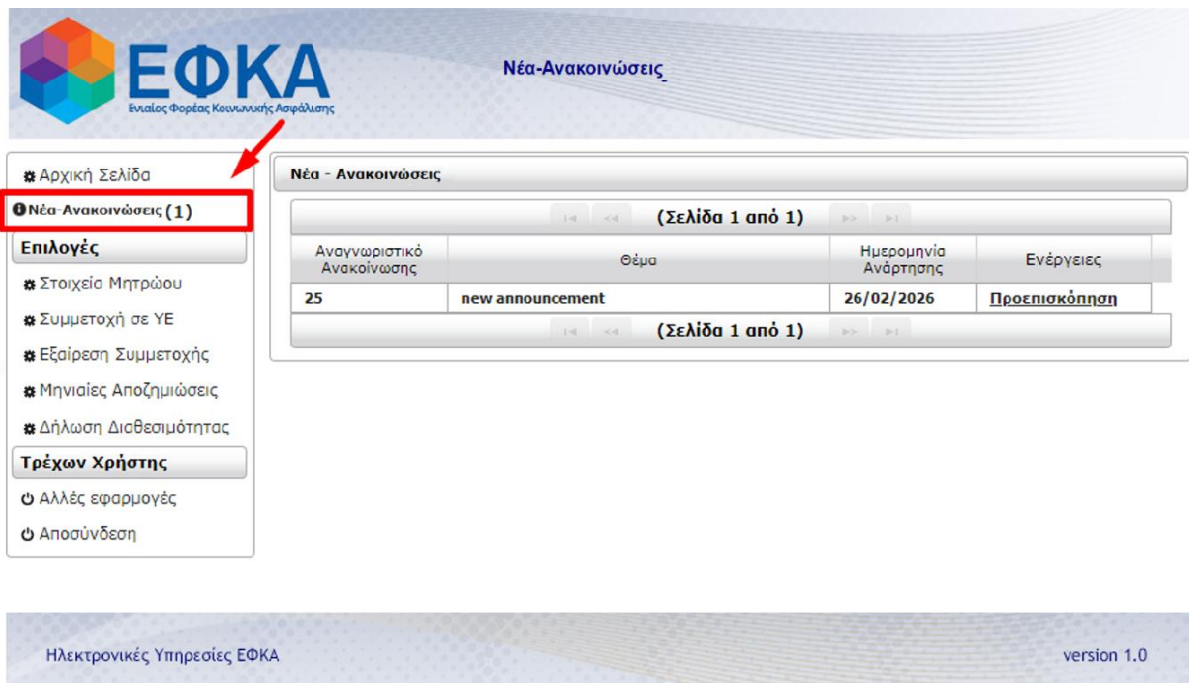 ΕΦΚΑ
Ενιαίος Φορέας Κοινωνικής Ασφάλισης
Νέα-Ανακοινώσεις
Αρχική Σελίδα
Νέα-Ανακοινώσεις (1)
Επιλογές
Στοιχεία Μητρώου
Συμμετοχή σε ΥΕ
Εξαίρεση Συμμετοχής
Μηνιαίες Αποζημιώσεις
Δήλωση Διαθεσιμότητας
Τρέχων Χρήστης
Αλλές εφαρμογές
Αποσύνδεση
Νέα - Ανακοινώσεις
(Σελίδα 1 από 1)
Αναγνωριστικό Ανακοίνωσης Θέμα Ημερομηνία Ανάρτησης Ενέργειες
25 new announcement 26/02/2026 Προεπισκόπηση
(Σελίδα 1 από 1)
Ηλεκτρονικές Υπηρεσίες ΕΦΚΑ version 1.0